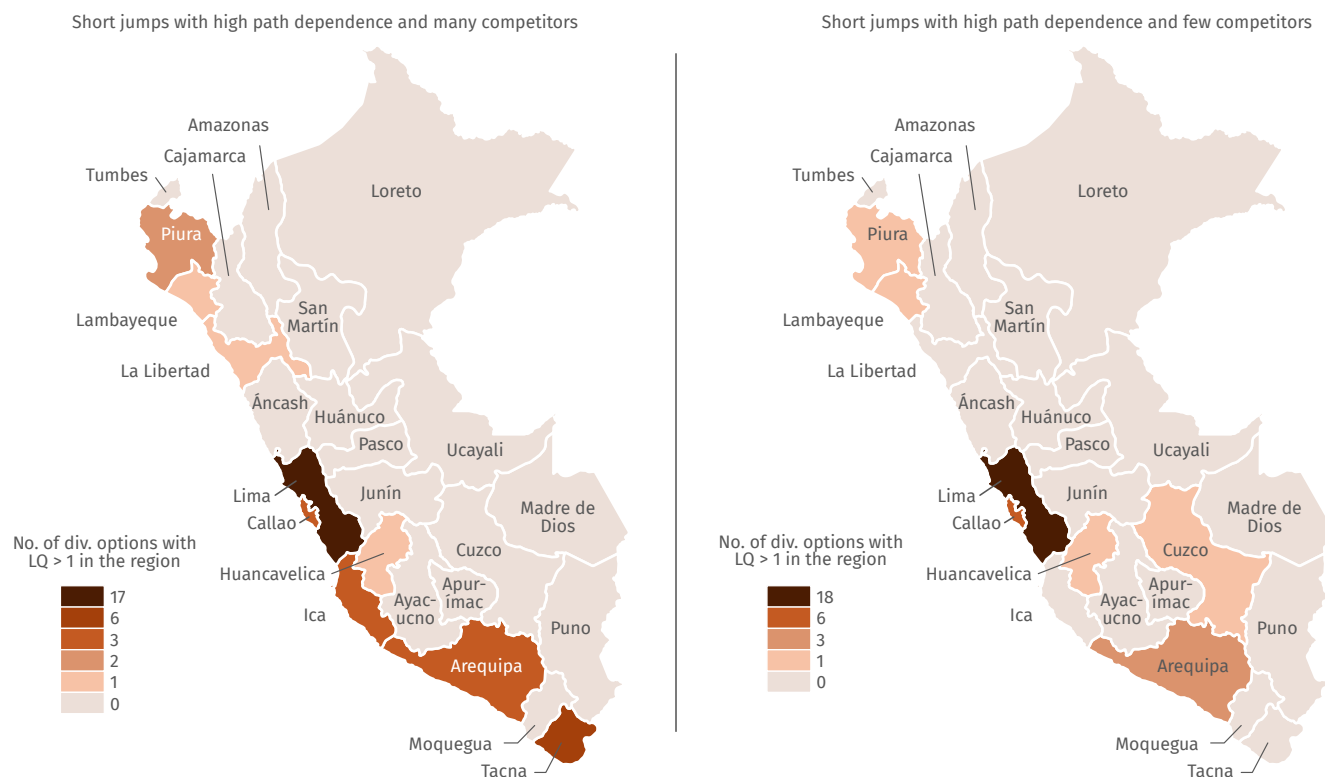 Short jumps with high path dependence and many competitors
Amazonas
Cajamarca
Tumbes
Loreto
Piura
San
Martín
Lambayeque
La Libertad
Áncash
Huánuco
Pasco
Ucayali
Lima
Junín
Callao
Madre de
Dios
No. of div. options with
LQ > 1 in the region
Cuzco
Huancavelica
Apur-
ímac
Ayac-
ucno
Ica
Puno
17
6
3
2
1
0
Arequipa
Moquegua
Tacna
Short jumps with high path dependence and few competitors
Amazonas
Cajamarca
Tumbes
Loreto
Piura
San
Martín
Lambayeque
La Libertad
Áncash
Huánuco
Pasco
Ucayali
Lima
Junín
Callao
Madre de
Dios
No. of div. options with
LQ > 1 in the region
Cuzco
Huancavelica
Apur-
ímac
Ayac-
ucno
Ica
Puno
18
6
3
1
0
Arequipa
Moquegua
Tacna